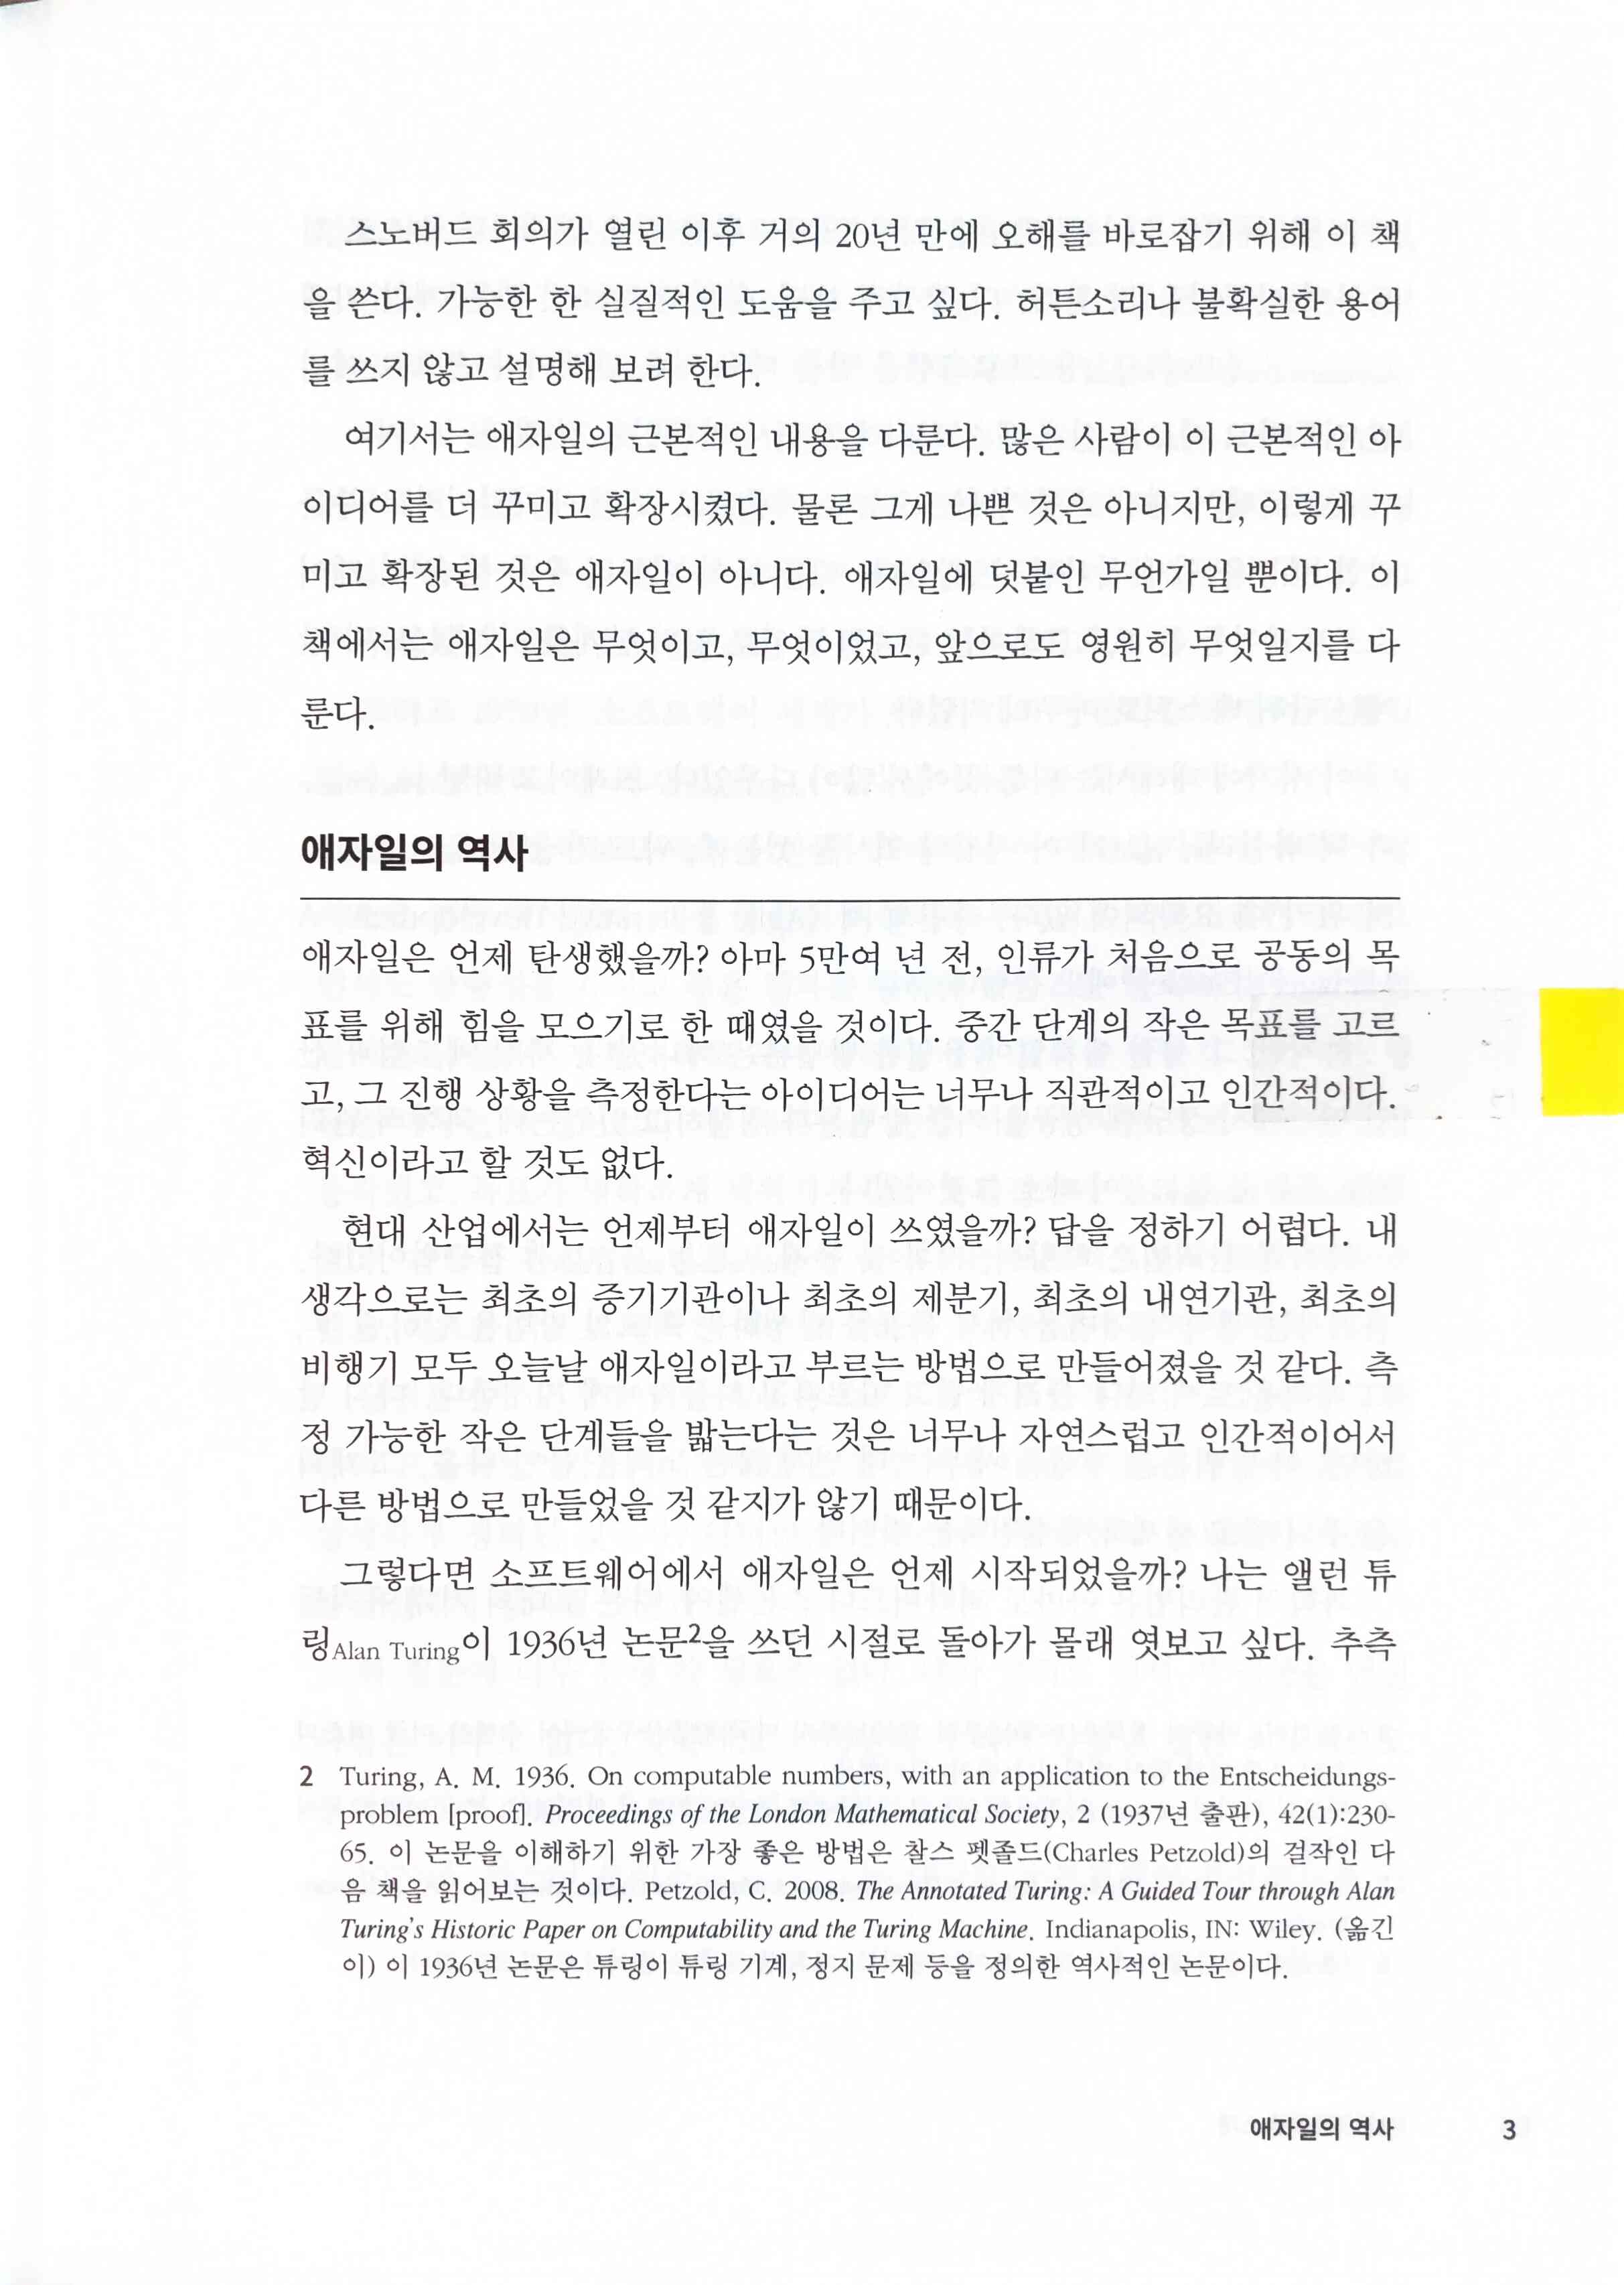 스노버드 회의가 열린 이후 거의 20년 만에 오해를 바로잡기 위해 이 책
을 쓴다. 가능한 한 실질적인 도움을 주고 싶다. 허튼소리나 불확실한 용어
를 쓰지 않고 설명해 보려 한다.
여기서는 애자일의 근본적인 내용을 다룬다. 많은 사람이 이 근본적인 아
이디어를 더 꾸미고 확장시켰다. 물론 그게 나쁜 것은 아니지만, 이렇게 꾸
미고 확장된 것은 애자일이 아니다. 애자일에 덧붙인 무언가일 뿐이다. 이
책에서는 애자일은 무엇이고, 무엇이었고, 앞으로도 영원히 무엇일지를 다
룬다.
애자일의 역사
애자일은 언제 탄생했을까? 아마 5만여 년 전, 인류가 처음으로 공동의 목
표를 위해 힘을 모으기로 한 때였을 것이다. 중간 단계의 작은 목표를 고르
고, 그 진행 상황을 측정한다는 아이디어는 너무나 직관적이고 인간적이다.
혁신이라고 할 것도 없다.
현대 산업에서는 언제부터 애자일이 쓰였을까? 답을 정하기 어렵다. 내
생각으로는 최초의 증기기관이나 최초의 제분기, 최초의 내연기관, 최초의
비행기 모두 오늘날 애자일이라고 부르는 방법으로 만들어졌을 것 같다. 측
정 가능한 작은 단계들을 밟는다는 것은 너무나 자연스럽고 인간적이어서
다른 방법으로 만들었을 것 같지가 않기 때문이다.
그렇다면 소프트웨어에서 애자일은 언제 시작되었을까? 나는 앨런 튜
링Alan Turing이 1936년 논문2을 쓰던 시절로 돌아가 몰래 엿보고 싶다. 추측
2 Turing, A. M. 1936. On computable numbers, with an application to the Entscheidungs-
problem [proof]. Proceedings of the London Mathematical Society, 2 (1937년 출판), 42(1):230-
65. 이 논문을 이해하기 위한 가장 좋은 방법은 찰스 펫졸드(Charles Petzold)의 걸작인 다
음 책을 읽어보는 것이다. Petzold, C. 2008. The Annotated Turing: A Guided Tour through Alan
Turing's Historic Paper on Computability and the Turing Machine. Indianapolis, IN: Wiley. (옮긴
이) 이 1936년 논문은 튜링이 튜링 기계, 정지 문제 등을 정의한 역사적인 논문이다.
애자일의 역사 3